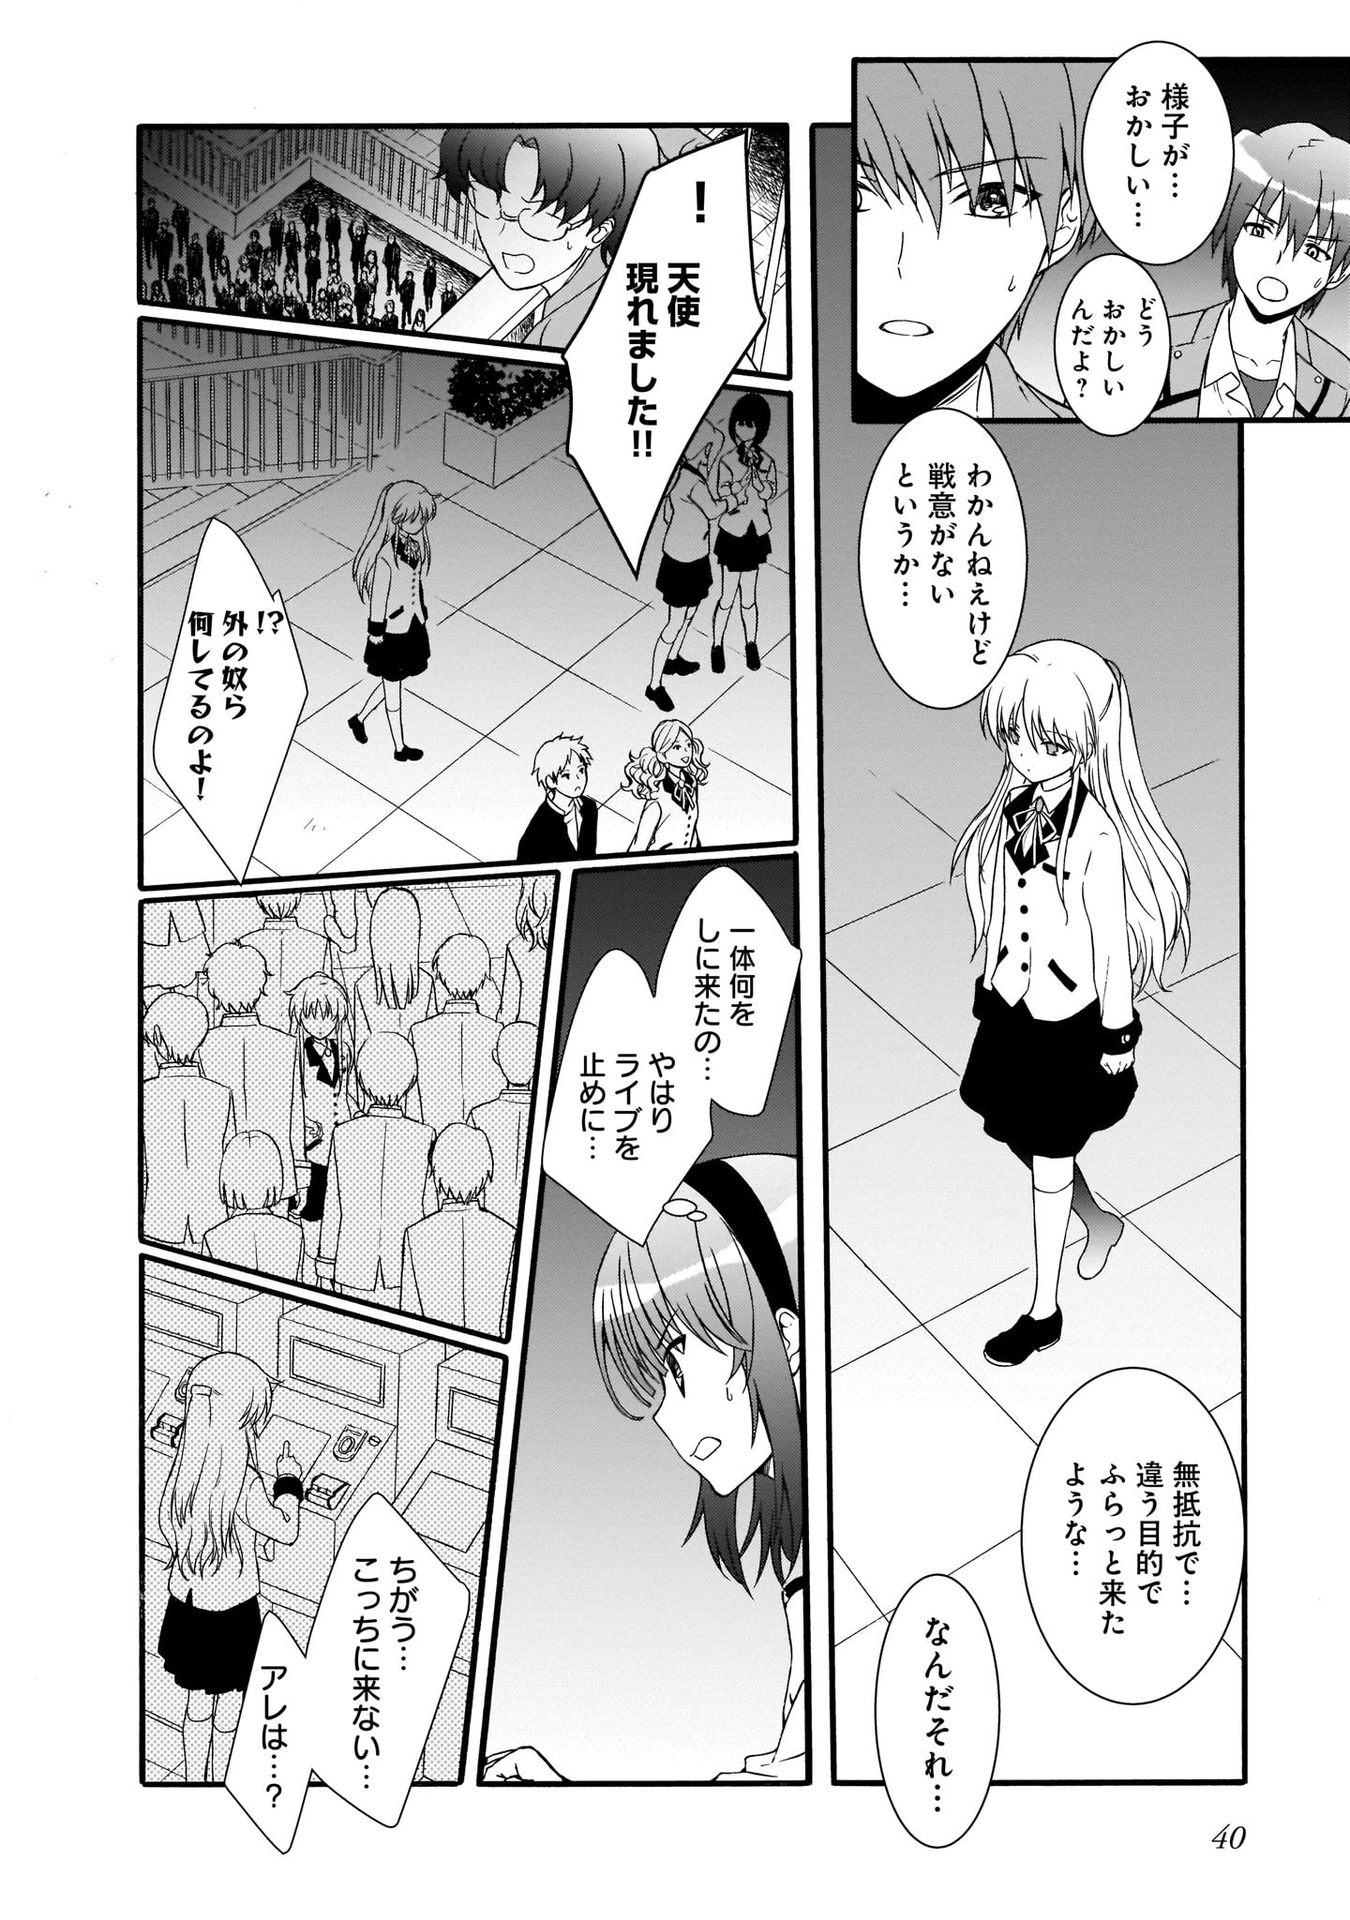 様子が…
おかしい…
どう
おかしい
んだよ?
わかんねえけど
戦意がない
というか…
無抵抗で…
違う目的で
ふらっと来た
ような…
なんだそれ…
!
天使
現れました!!
!?
外の奴ら
何してるのよ!
一体何を
しに来たの…
やはり
ライブを
止めに…
ちがう…
こっちに来ない…
アレは…?
40